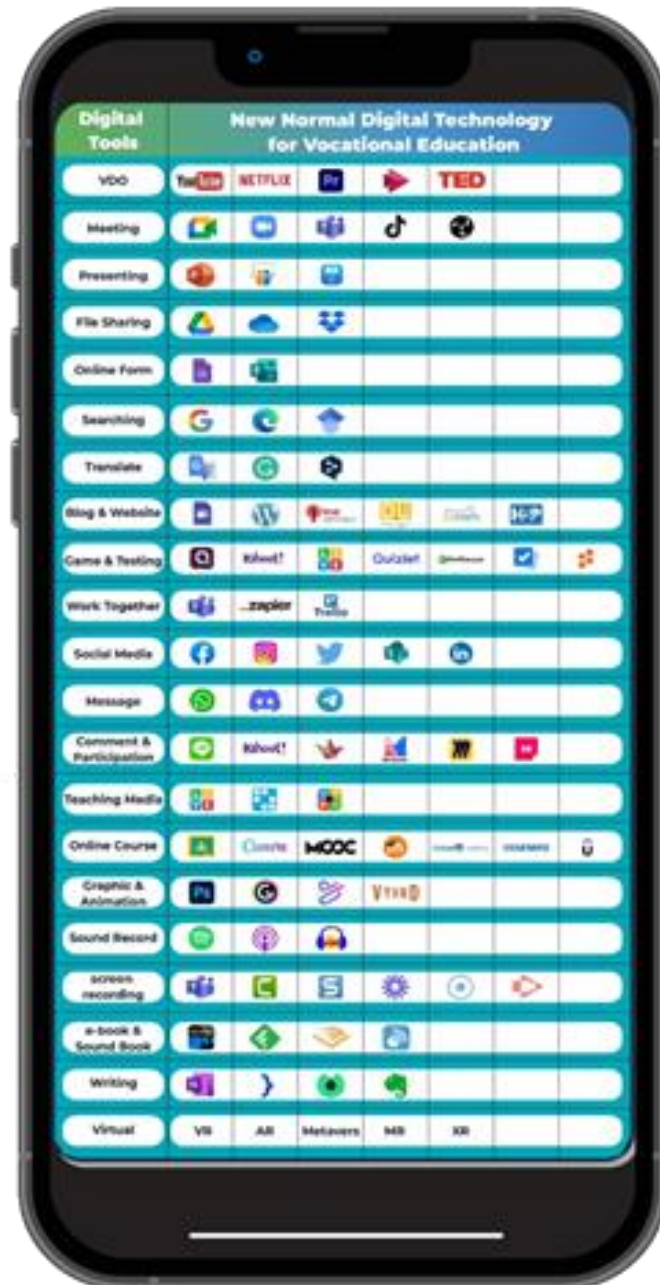 Digital
Tools
New Normal Digital Technology
for Vocational Education
VDO
YouTube
NETFLIX
Pr
TED
Meeting
Presenting
File Sharing
Online Form
Searching
Translate
Blog & Website
Game & Testing
Kahoot!
Quizlet
Work Together
zapier
Trello
Social Media
in
Message
Comment &
Participation
Kahoot!
Teaching Media
Online Course
MOOC
Graphic &
Animation
Ps
Sound Record
screen
recording
e-book &
Sound Book
Writing
Virtual
VR
AR
Metavers
MR
XR